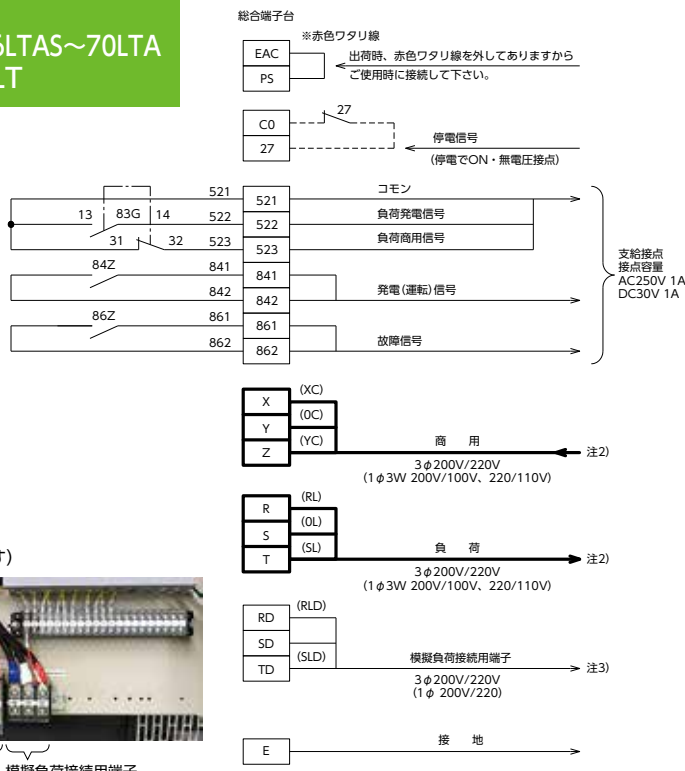 6LTAS～70LTA
LT
総合端子台
※赤色ワタリ線
EAC
PS
出荷時、赤色ワタリ線を外してありますから
ご使用時に接続して下さい。
C0
27
27
停電信号
(停電でON・無電圧接点)
521
521
コモン
13
83G
14
522
522
負荷発電信号
31
32
523
523
負荷商用信号
84Z
841
841
842
842
発電(運転)信号
86Z
861
861
862
862
故障信号
支給接点
接点容量
AC250V 1A
DC30V 1A
X
(XC)
Y
(0C)
Z
(YC)
商 用
注2)
3φ200V/220V
(1φ3W 200V/100V、220/110V)
R
(RL)
S
(0L)
T
(SL)
負 荷
注2)
3φ200V/220V
(1φ3W 200V/100V、220/110V)
す)
RD
(RLD)
SD
TD
(SLD)
模擬負荷接続用端子
注3)
3φ200V/220V
(1φ 200V/220)
E
接 地
模擬負荷接続用端子